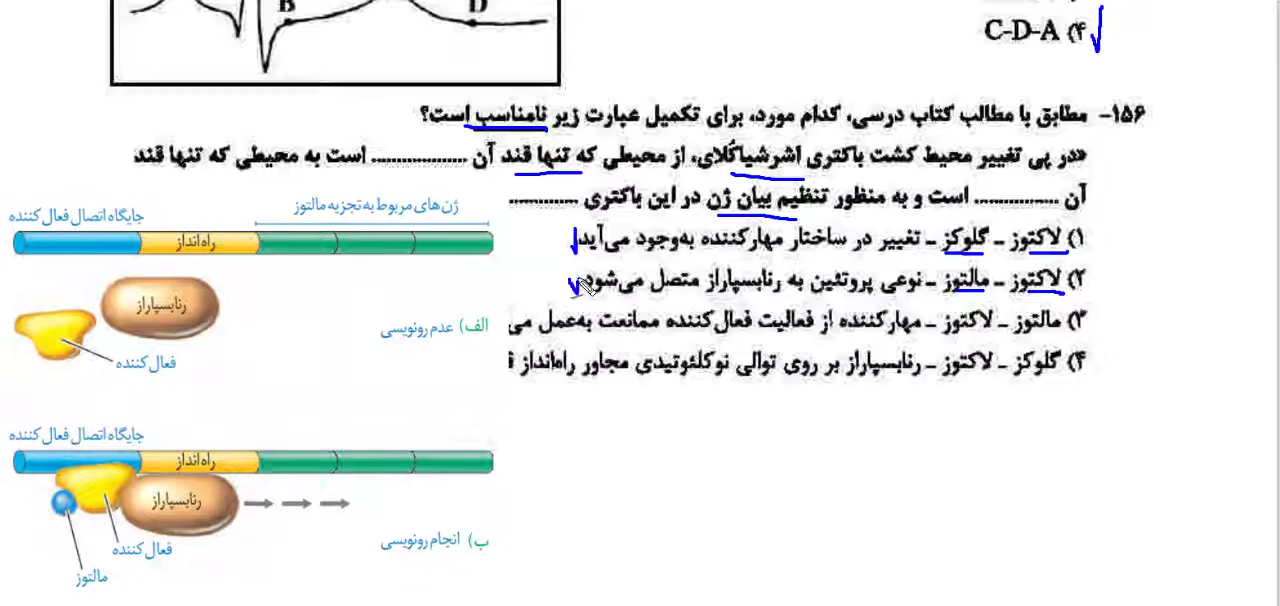 B
D
C-D-A (۴
۱۵۶- مطابق با مطالب کتاب درسی، کدام مورد، برای تکمیل عبارت زیر نامناسب است؟
«در پی تغییر محیط کشت باکتری اشرشیاکُلای، از محیطی که تنها قند آن .................. است به محیطی که تنها قند
آن .................. است و به منظور تنظیم بیان ژن در این باکتری ..............
۱) لاکتوز - گلوکز - تغییر در ساختار مهارکننده به‌وجود می‌آید
۲) لاکتوز - مالتوز - نوعی پروتئین به رنابسپاراز متصل می‌شود
۳) مالتوز - لاکتوز - مهارکننده از فعالیت فعال‌کننده ممانعت به‌عمل می
۴) گلوکز - لاکتوز - رنابسپاراز بر روی توالی نوکلئوتیدی مجاور راه‌انداز
ژن‌های مربوط به تجزیه مالتوز
جایگاه اتصال فعال‌کننده
راه‌انداز
رنابسپاراز
فعال‌کننده
الف) عدم رونویسی
جایگاه اتصال فعال‌کننده
راه‌انداز
رنابسپاراز
فعال‌کننده
مالتوز
ب) انجام رونویسی